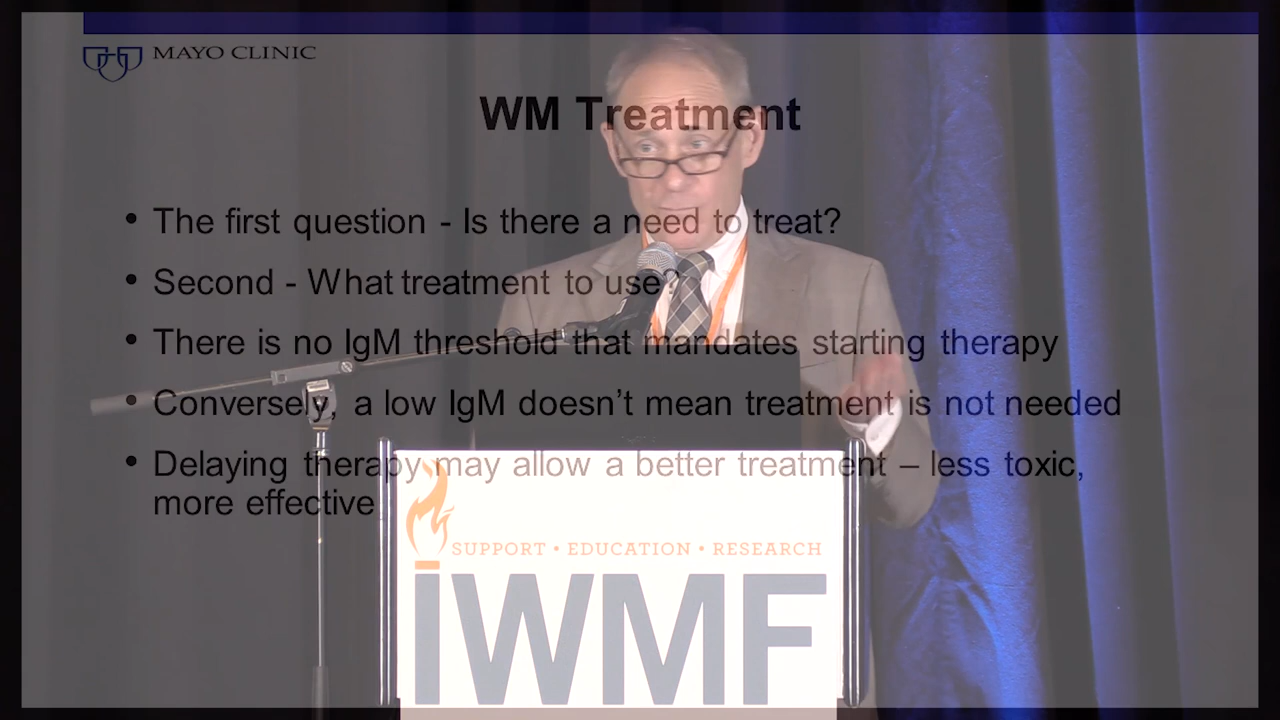 MAYO CLINIC
WM Treatment
• The first question - Is there a need to treat?
• Second - What treatment to use?
• There is no IgM threshold that mandates starting therapy
• Conversely, a low IgM doesn’t mean treatment is not needed
• Delaying therapy may allow a better treatment – less toxic,
more effective
SUPPORT • EDUCATION • RESEARCH
IWMF